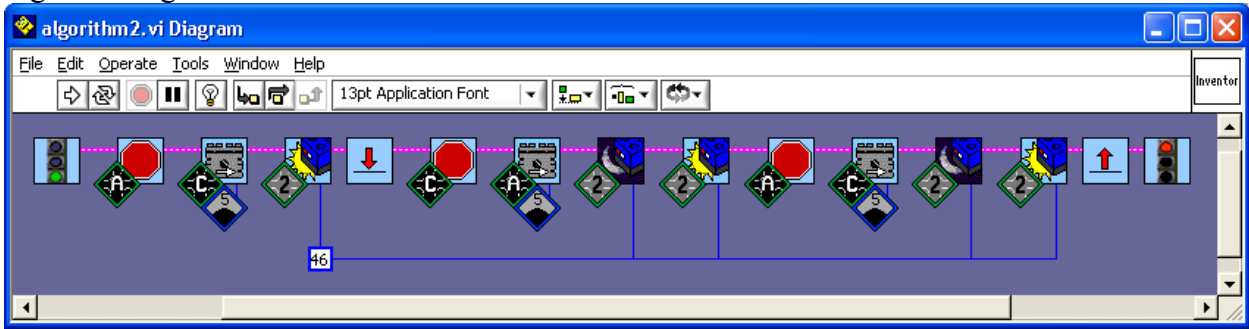 algorithm2.vi Diagram
File Edit Operate Tools Window Help
13pt Application Font
Inventor
A C 2 C A 2 2 A C 2 2
5 5 5
46